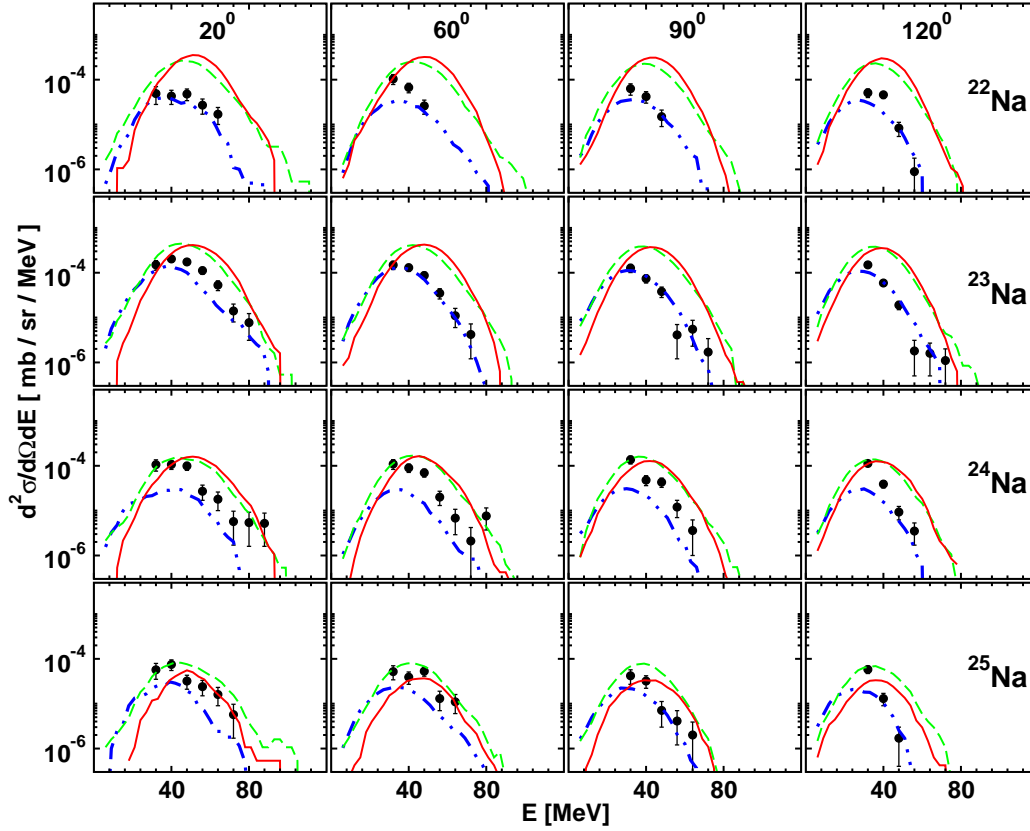 20⁰ 60⁰ 90⁰ 120⁰
10⁻⁴
10⁻⁶
²²Na
10⁻⁴
10⁻⁶
²³Na
10⁻⁴
10⁻⁶
²⁴Na
10⁻⁴
10⁻⁶
²⁵Na
d²σ/dΩdE [ mb / sr / MeV ]
40 80 40 80 40 80 40 80
E [MeV]